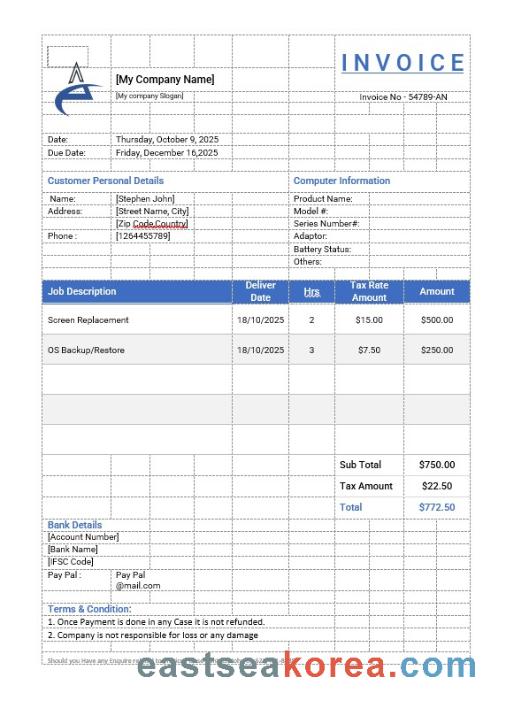 INVOICE
[My Company Name]
[My company Slogan]
Invoice No - 54789-AN
Date: Thursday, October 9, 2025
Due Date: Friday, December 16,2025
Customer Personal Details Computer Information
Name: [Stephen John] Product Name:
Address: [Street Name, City] Model #:
[Zip Code,Country] Series Number#:
Phone : [1264455789] Adaptor:
Battery Status:
Others:
Job Description Deliver Date Hrs Tax Rate Amount Amount
Screen Replacement 18/10/2025 2 $15.00 $500.00
OS Backup/Restore 18/10/2025 3 $7.50 $250.00
Sub Total $750.00
Tax Amount $22.50
Total $772.50
Bank Details
[Account Number]
[Bank Name]
[IFSC Code]
Pay Pal : Pay Pal
@mail.com
Terms & Condition:
1. Once Payment is done in any Case it is not refunded.
2. Company is not responsible for loss or any damage
Should you Have any Enquire
eastseakorea.com